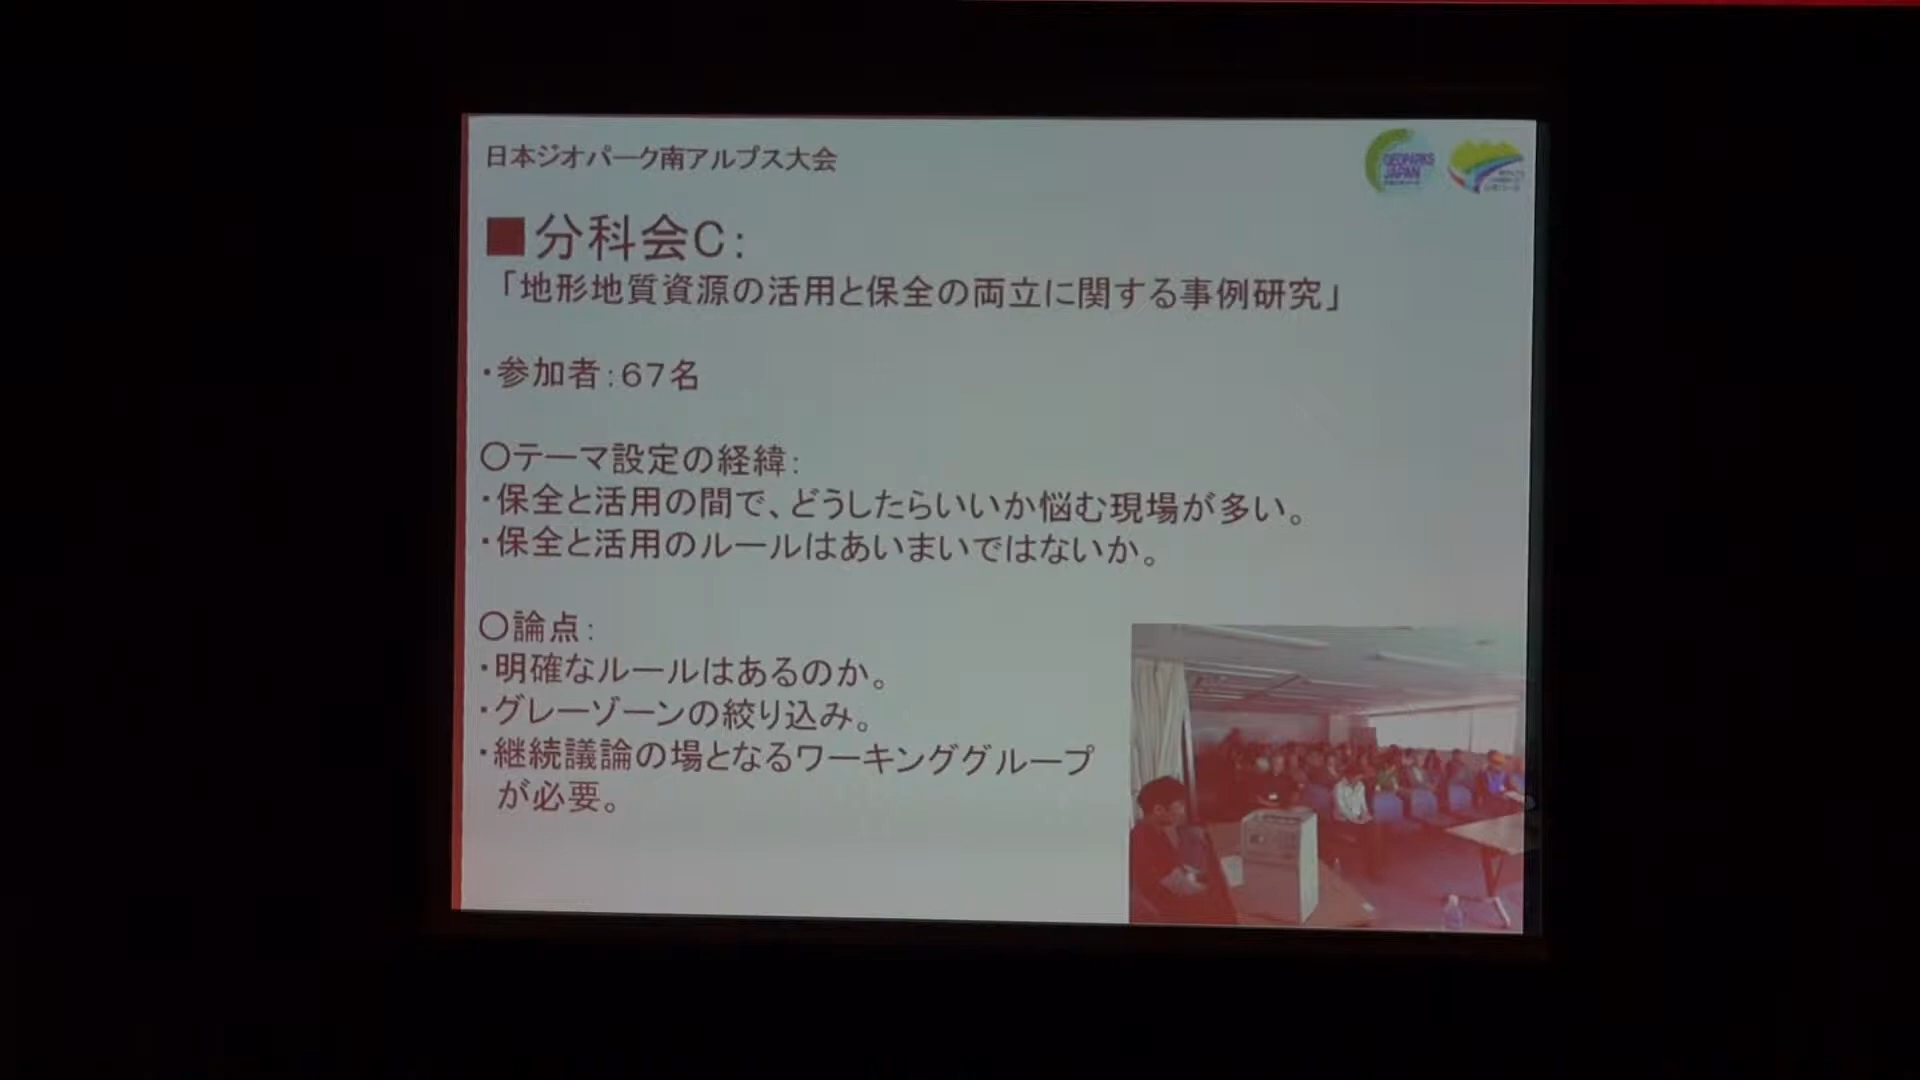 日本ジオパーク南アルプス大会
GEOPARKS
JAPAN
■分科会C:
「地形地質資源の活用と保全の両立に関する事例研究」
・参加者:67名
○テーマ設定の経緯:
・保全と活用の間で、どうしたらいいか悩む現場が多い。
・保全と活用のルールはあいまいではないか。
○論点:
・明確なルールはあるのか。
・グレーゾーンの絞り込み。
・継続議論の場となるワーキンググループ
が必要。